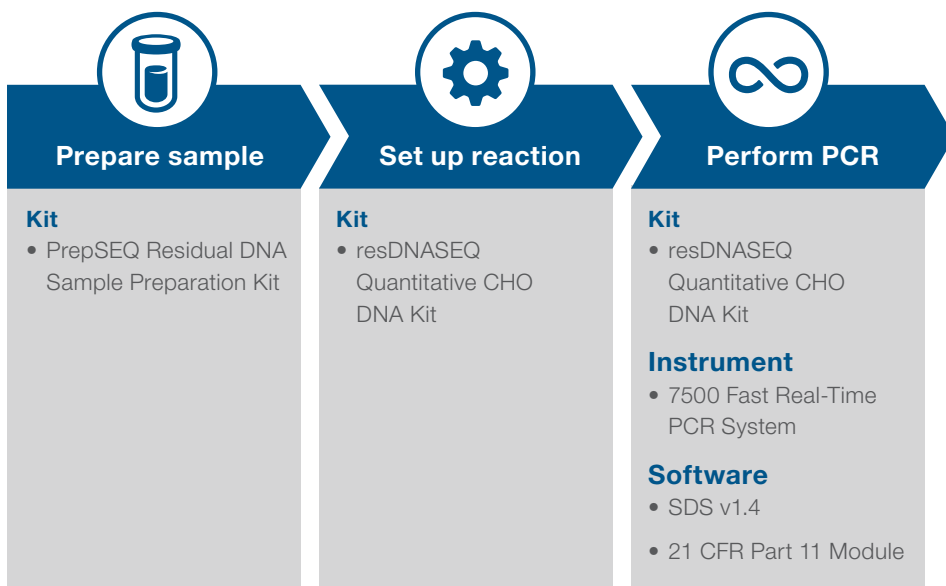 Prepare sample
Kit
• PrepSEQ Residual DNA
Sample Preparation Kit
Set up reaction
Kit
• resDNASEQ
Quantitative CHO
DNA Kit
Perform PCR
Kit
• resDNASEQ
Quantitative CHO
DNA Kit
Instrument
• 7500 Fast Real-Time
PCR System
Software
• SDS v1.4
• 21 CFR Part 11 Module